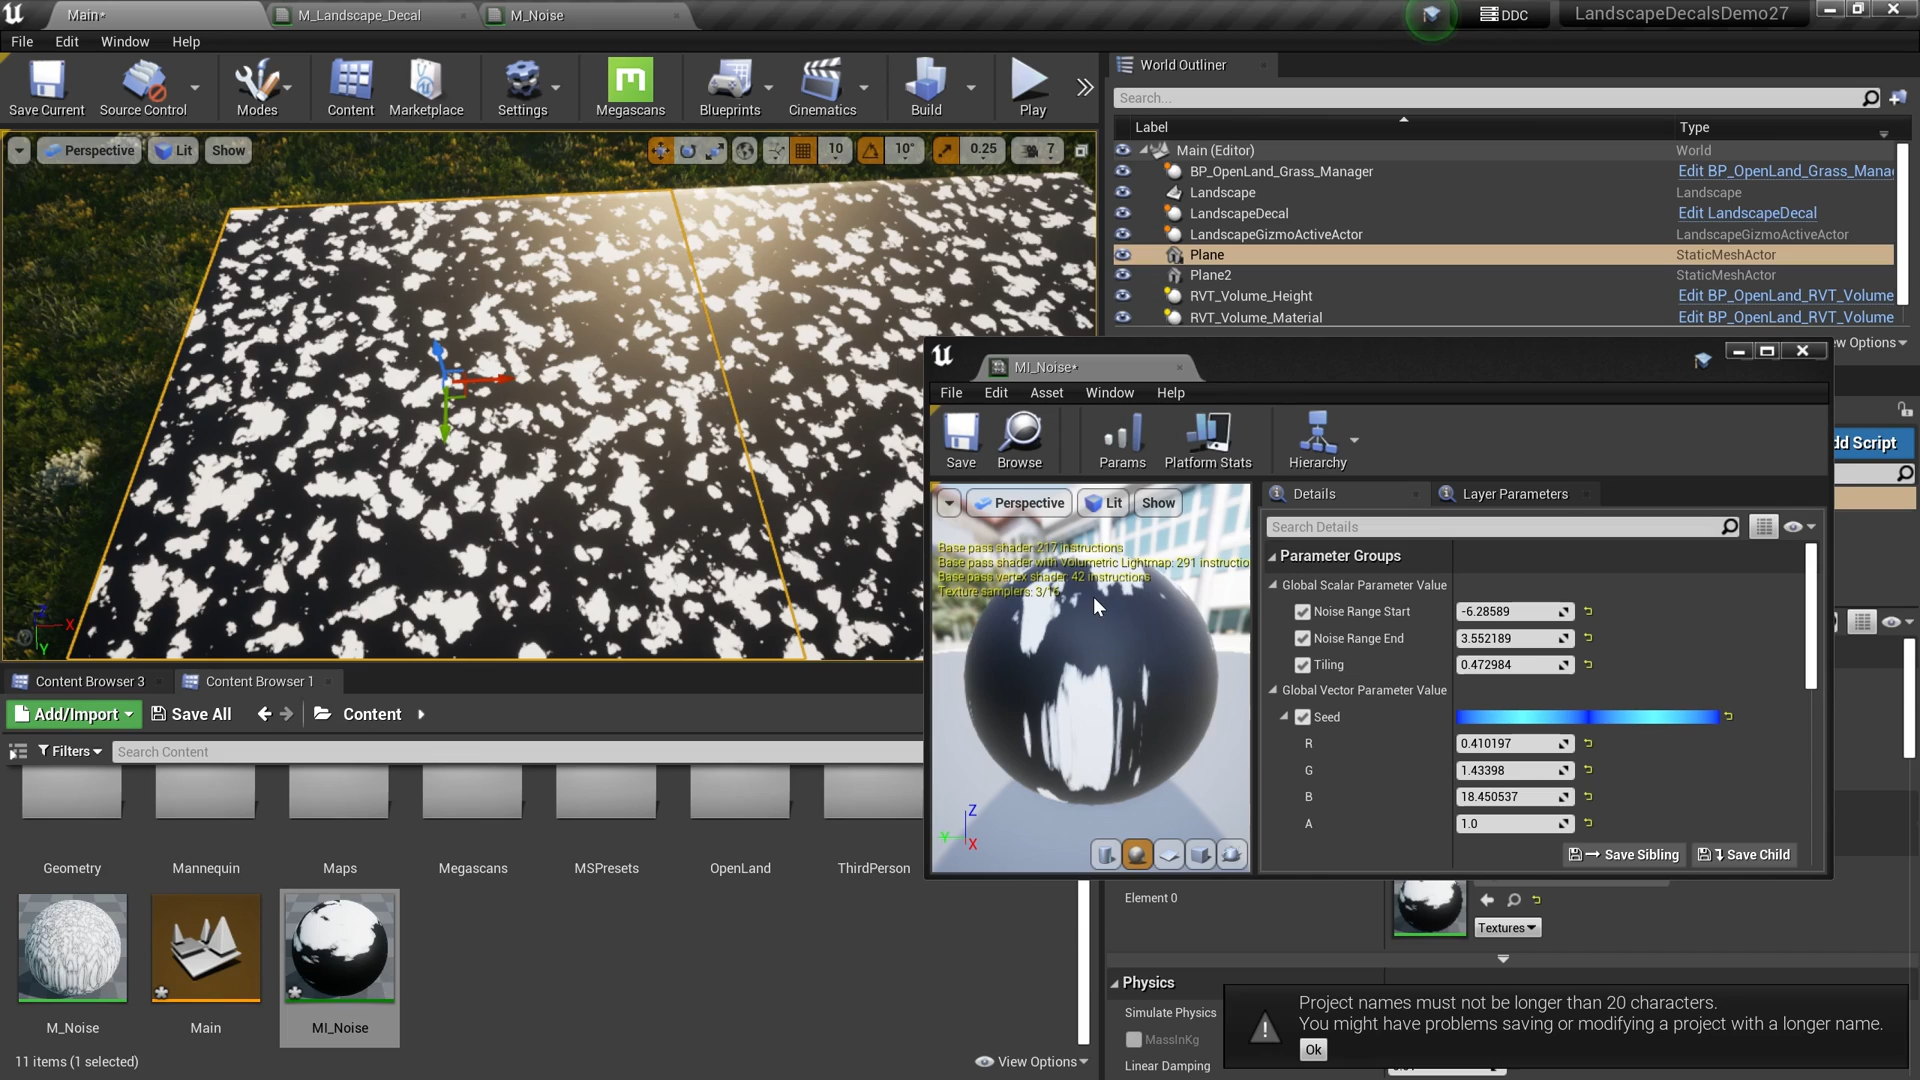 Main*
M_Landscape_Decal
M_Noise
DDC
LandscapeDecalsDemo27
File Edit Window Help
Save Current
Source Control
Modes
Content
Marketplace
Settings
Megascans
Blueprints
Cinematics
Build
Play
World Outliner
Search...
Label Type
Main (Editor) World
BP_OpenLand_Grass_Manager Edit BP_OpenLand_Grass_Mana
Landscape Landscape
LandscapeDecal Edit LandscapeDecal
LandscapeGizmoActiveActor LandscapeGizmoActiveActor
Plane StaticMeshActor
Plane2 StaticMeshActor
RVT_Volume_Height Edit BP_OpenLand_RVT_Volume
RVT_Volume_Material Edit BP_OpenLand_RVT_Volume
ew Options
dd Script
Perspective Lit Show
10 10° 0.25 7
X
Y
MI_Noise*
File Edit Asset Window Help
Save
Browse
Params
Platform Stats
Hierarchy
Perspective Lit Show
Base pass shader: 217 instructions
Base pass shader with Volumetric Lightmap: 291 instructio
Base pass vertex shader: 42 instructions
Texture samplers: 3/16
Z
Y
X
Details
Layer Parameters
Search Details
Parameter Groups
Global Scalar Parameter Value
Noise Range Start -6.28589
Noise Range End 3.552189
Tiling 0.472984
Global Vector Parameter Value
Seed
R 0.410197
G 1.43398
B 18.450537
A 1.0
Save Sibling
Save Child
Content Browser 3
Content Browser 1
Add/Import
Save All
Content
Filters
Search Content
Geometry
Mannequin
Maps
Megascans
MSPresets
OpenLand
ThirdPerson
M_Noise
Main
MI_Noise
11 items (1 selected)
View Options
Element 0
Textures
Physics
Simulate Physics
MassInKg
Linear Damping
Project names must not be longer than 20 characters.
You might have problems saving or modifying a project with a longer name.
Ok